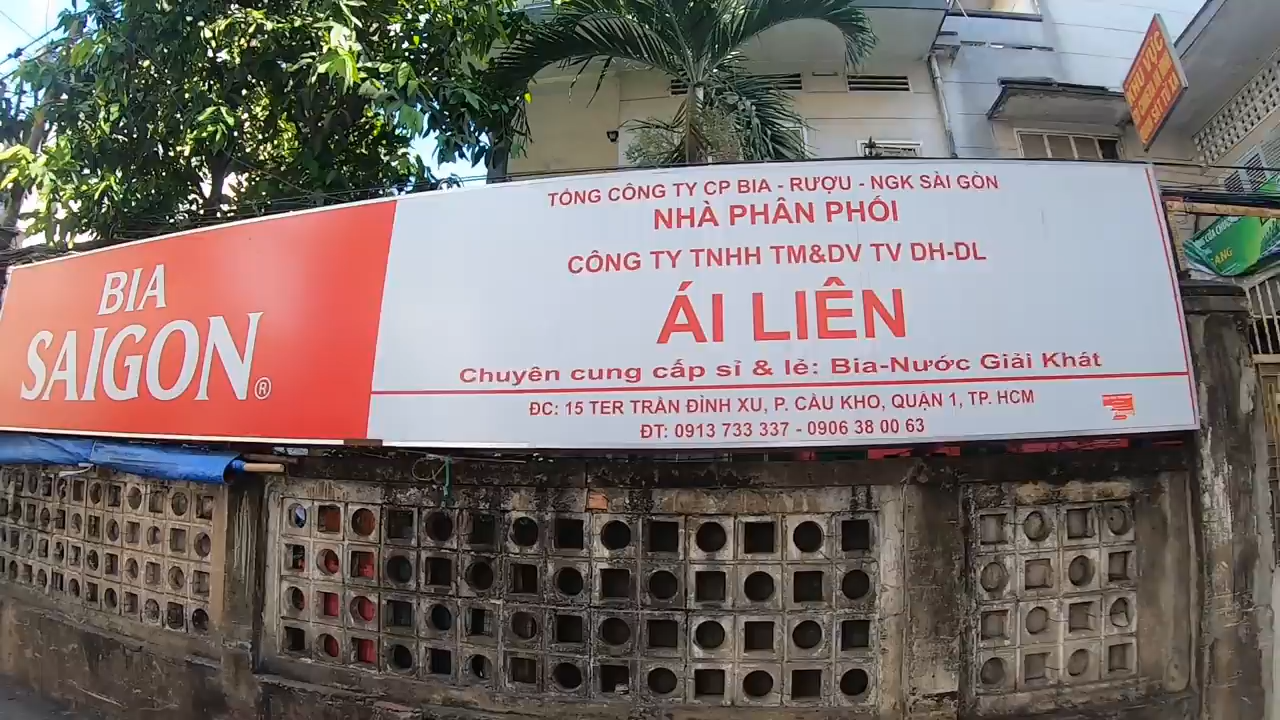 BIA
SAIGON®
TỔNG CÔNG TY CP BIA - RƯỢU - NGK SÀI GÒN
NHÀ PHÂN PHỐI
CÔNG TY TNHH TM&DV TV DH-DL
ÁI LIÊN
Chuyên cung cấp sỉ & lẻ: Bia-Nước Giải Khát
ĐC: 15 TER TRẦN ĐÌNH XU, P. CẦU KHO, QUẬN 1, TP. HCM
ĐT: 0913 733 337 - 0906 38 00 63
KHU VỰC